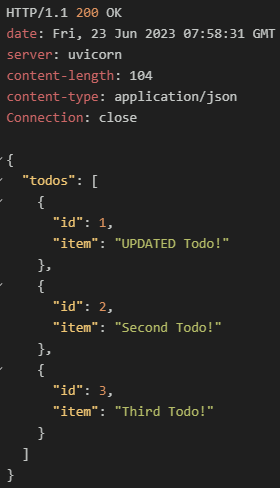 HTTP/1.1 200 OK
date: Fri, 23 Jun 2023 07:58:31 GMT
server: uvicorn
content-length: 104
content-type: application/json
Connection: close
{
"todos": [
{
"id": 1,
"item": "UPDATED Todo!"
},
{
"id": 2,
"item": "Second Todo!"
},
{
"id": 3,
"item": "Third Todo!"
}
]
}